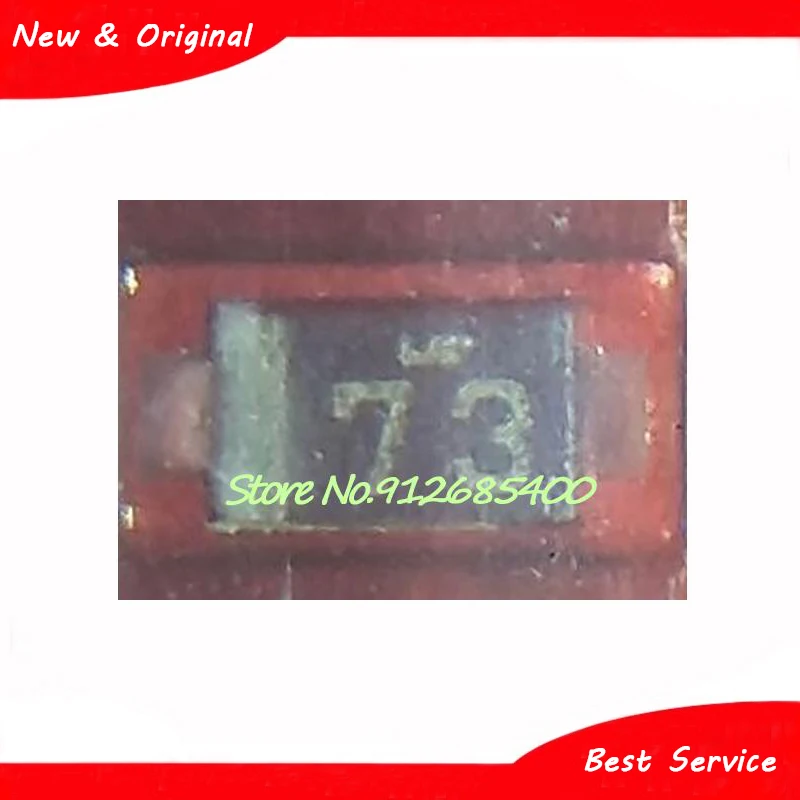 New & Original
73
Store No.912685400
Best Service